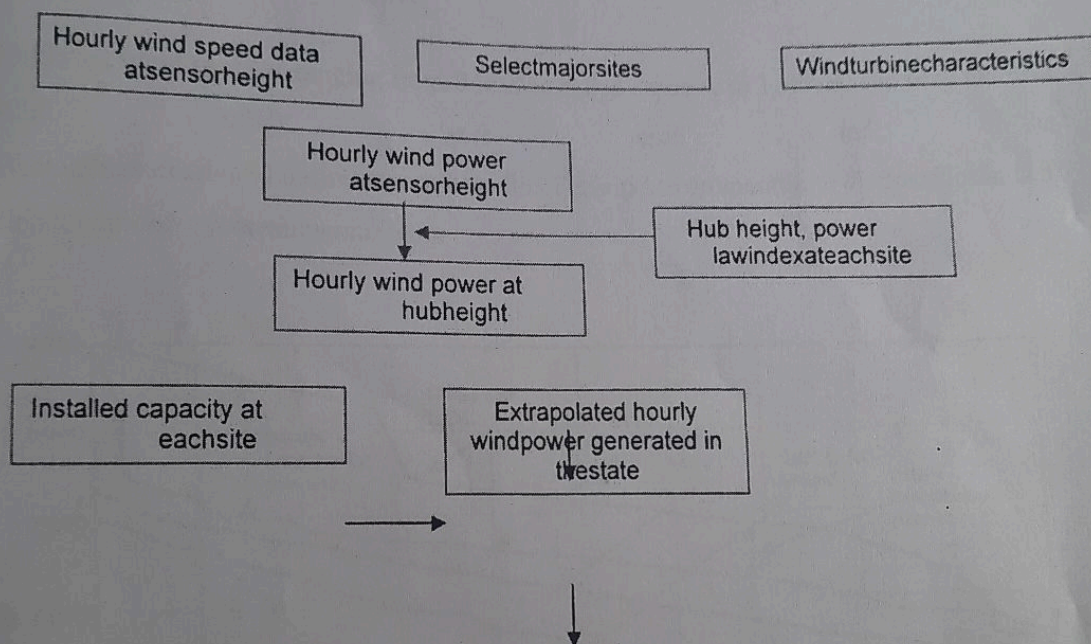 Hourly wind speed data
atsensorheight
Selectmajorsites
Windturbinecharacteristics
Hourly wind power
atsensorheight
Hub height, power
lawindexateachsite
Hourly wind power at
hubheight
Installed capacity at
eachsite
Extrapolated hourly
windpower generated in
thestate